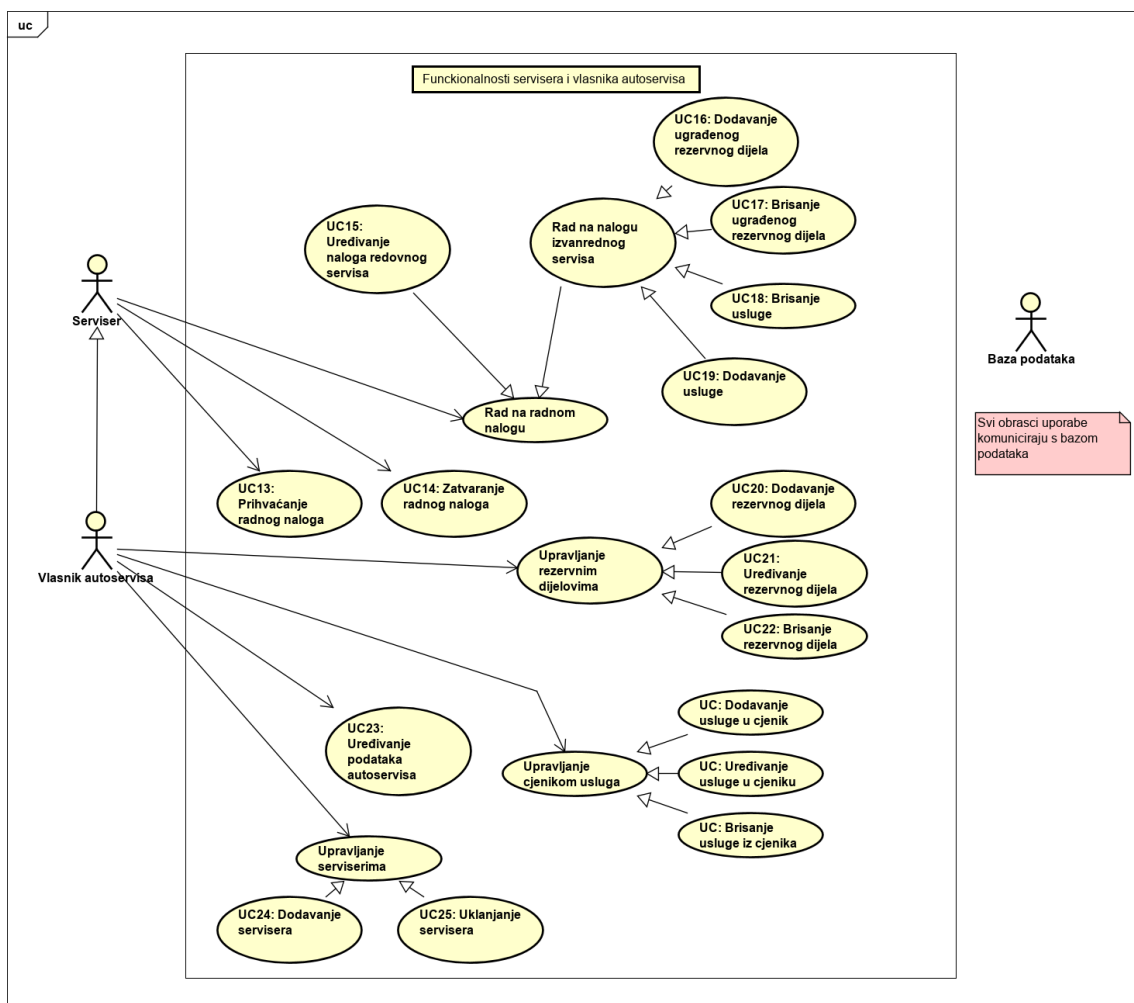 uc
Funckionalnosti servisera i vlasnika autoservisa
UC16: Dodavanje
ugrađenog
rezervnog dijela
UC17: Brisanje
ugrađenog
rezervnog dijela
Rad na nalogu
izvanrednog
servisa
UC15:
Uređivanje
naloga redovnog
servisa
UC18: Brisanje
usluge
Serviser
Baza podataka
UC19: Dodavanje
usluge
Rad na radnom
nalogu
Svi obrasci uporabe
komuniciraju s bazom
podataka
UC13:
Prihvaćanje
radnog naloga
UC14: Zatvaranje
radnog naloga
UC20: Dodavanje
rezervnog dijela
Vlasnik autoservisa
Upravljanje
rezervnim
dijelovima
UC21:
Uređivanje
rezervnog dijela
UC22: Brisanje
rezervnog dijela
UC: Dodavanje
usluge u cjenik
UC23:
Uređivanje
podataka
autoservisa
Upravljanje
cjenikom usluga
UC: Uređivanje
usluge u cjeniku
UC: Brisanje
usluge iz cjenika
Upravljanje
serviserima
UC24: Dodavanje
servisera
UC25: Uklanjanje
servisera